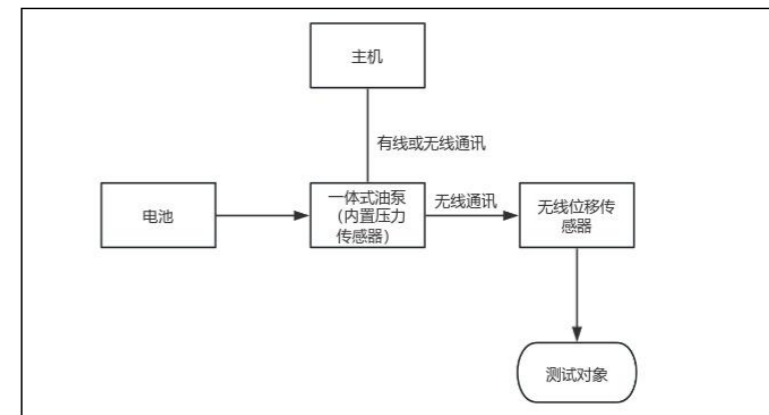 主机
有线或无线通讯
电池
一体式油泵
（内置压力
传感器）
无线通讯
无线位移传
感器
测试对象